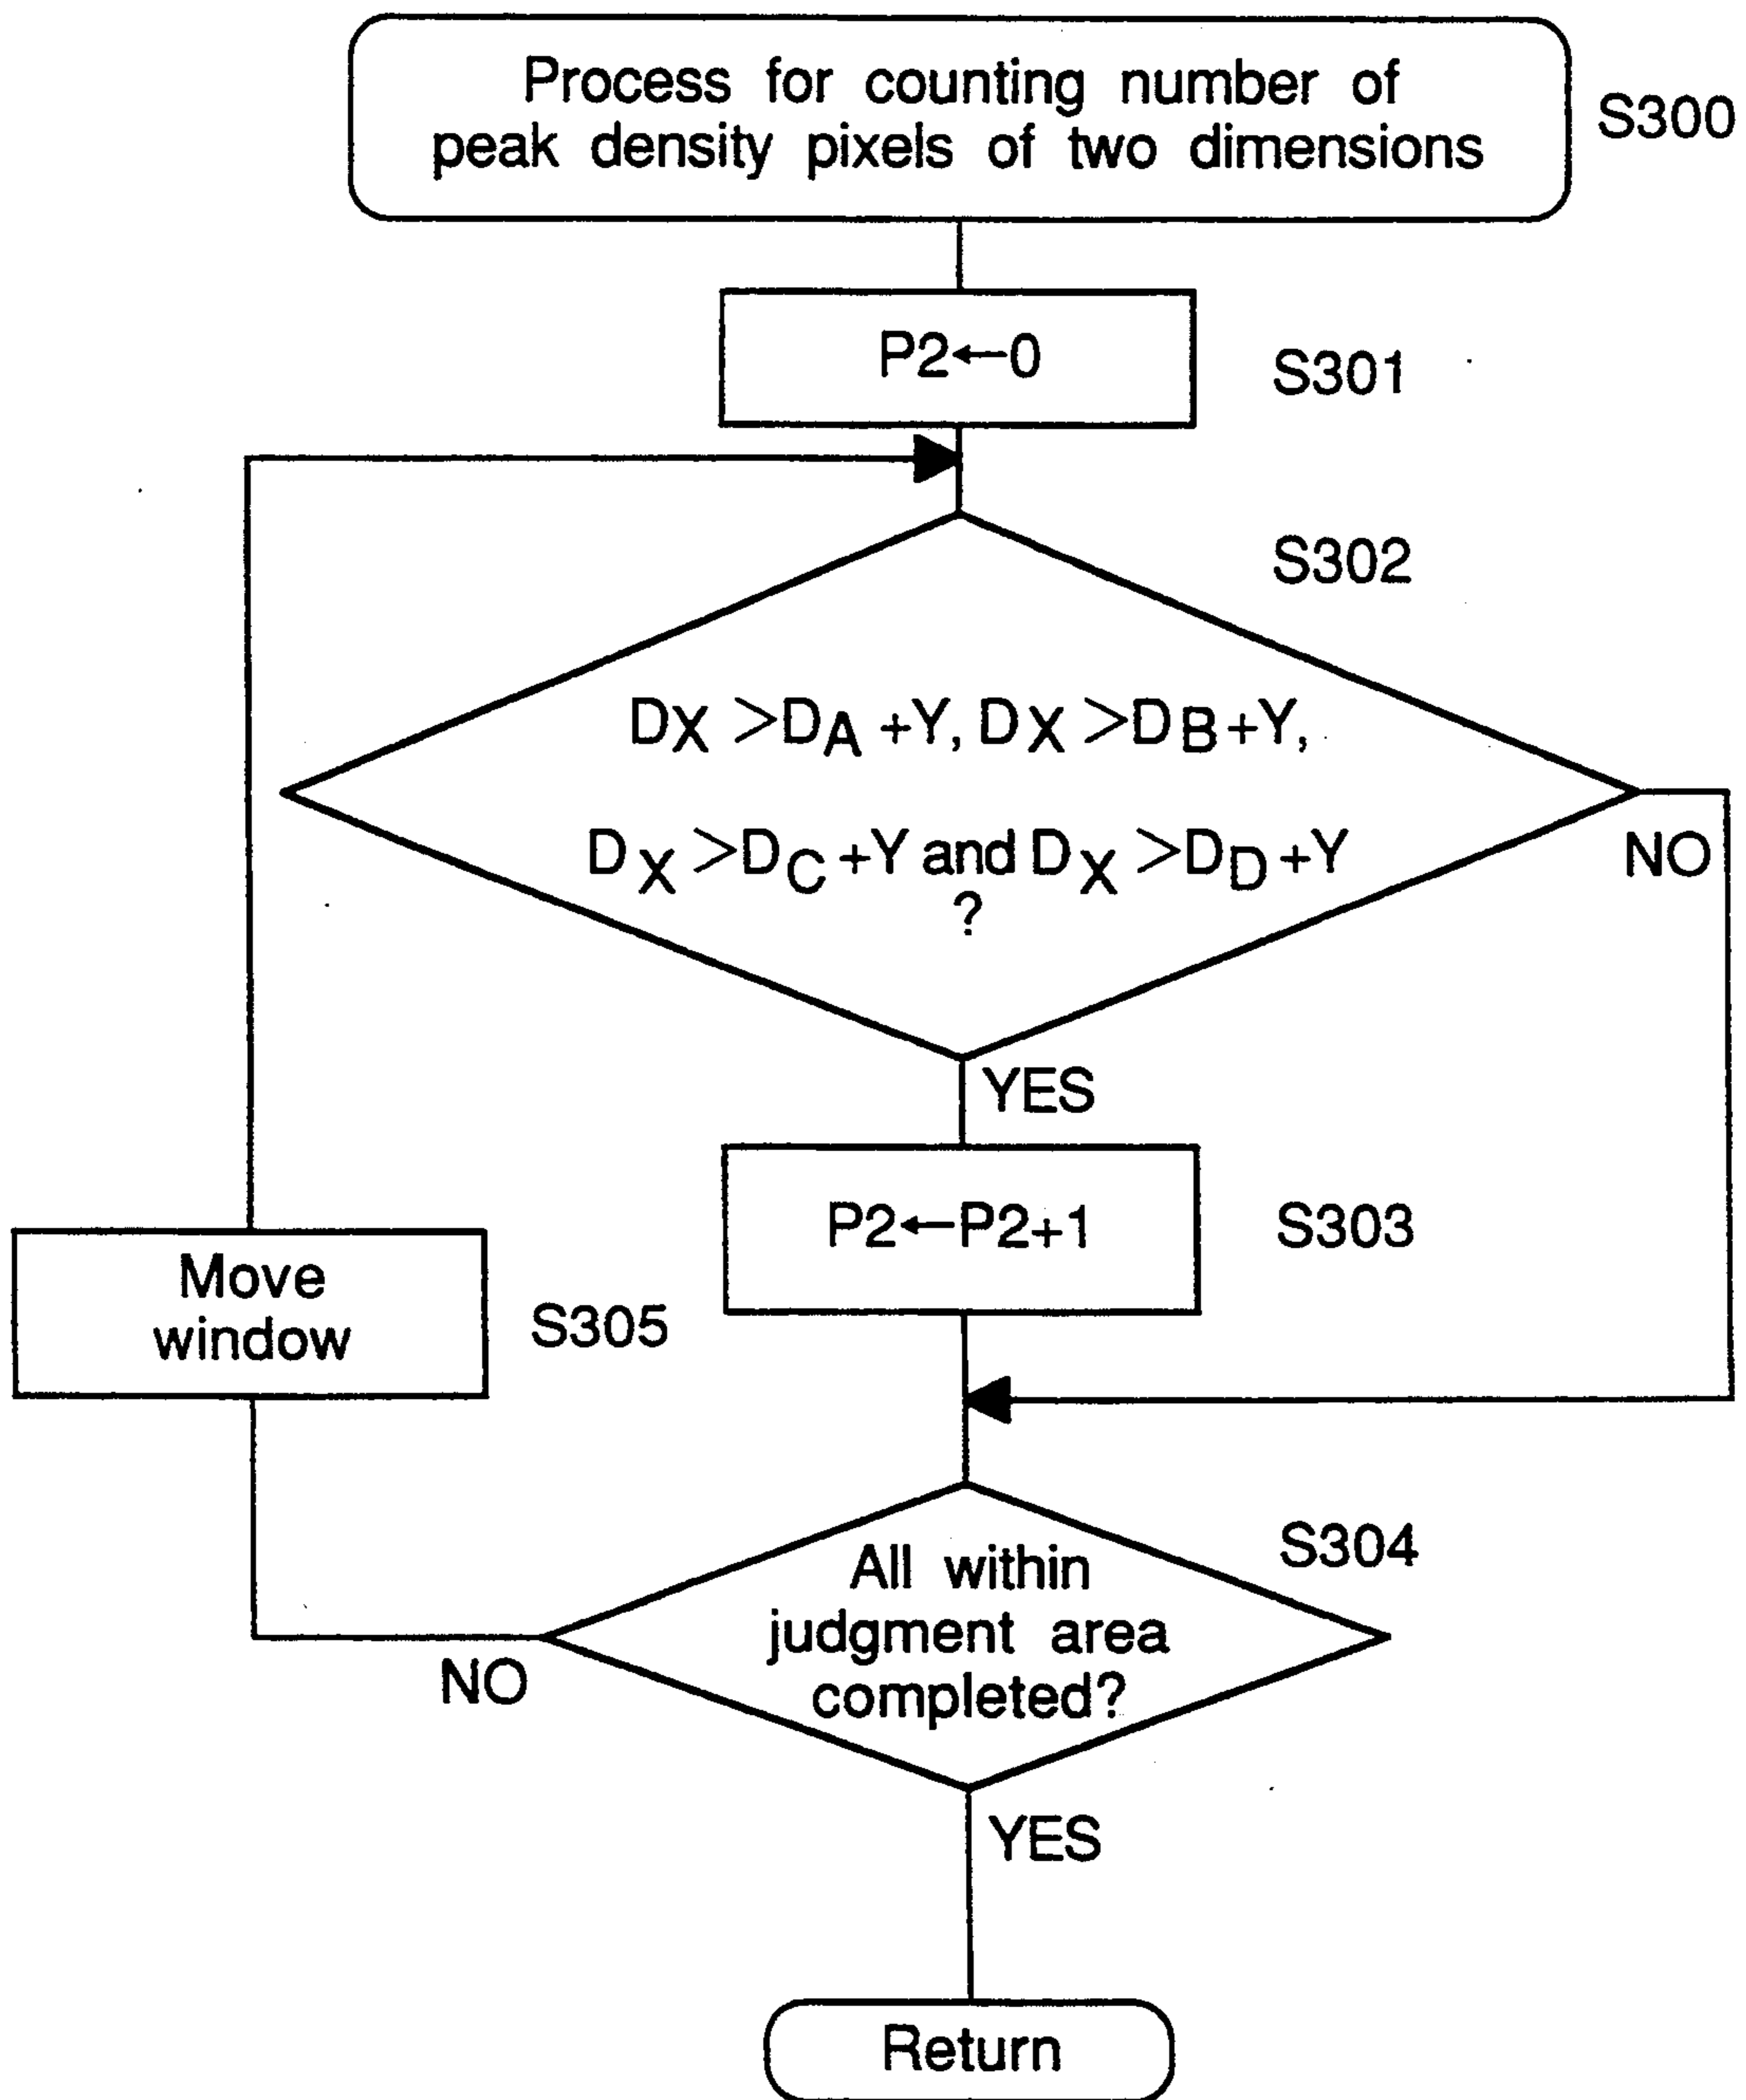 Process for counting number of
peak density pixels of two dimensions
S300
P2←0
S301
S302
DX >DA +Y, DX >DB +Y,
DX >DC +Y and DX >DD +Y
?
NO
YES
P2←P2+1
S303
Move
window
S305
S304
All within
judgment area
completed?
NO
YES
Return